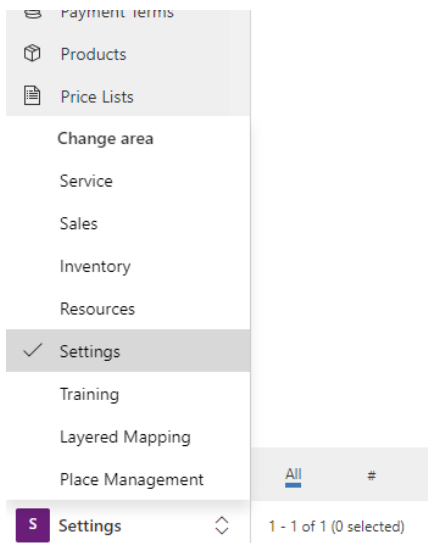 Payment Terms
Products
Price Lists
Change area
Service
Sales
Inventory
Resources
Settings
Training
Layered Mapping
Place Management
All #
S Settings 1 - 1 of 1 (0 selected)